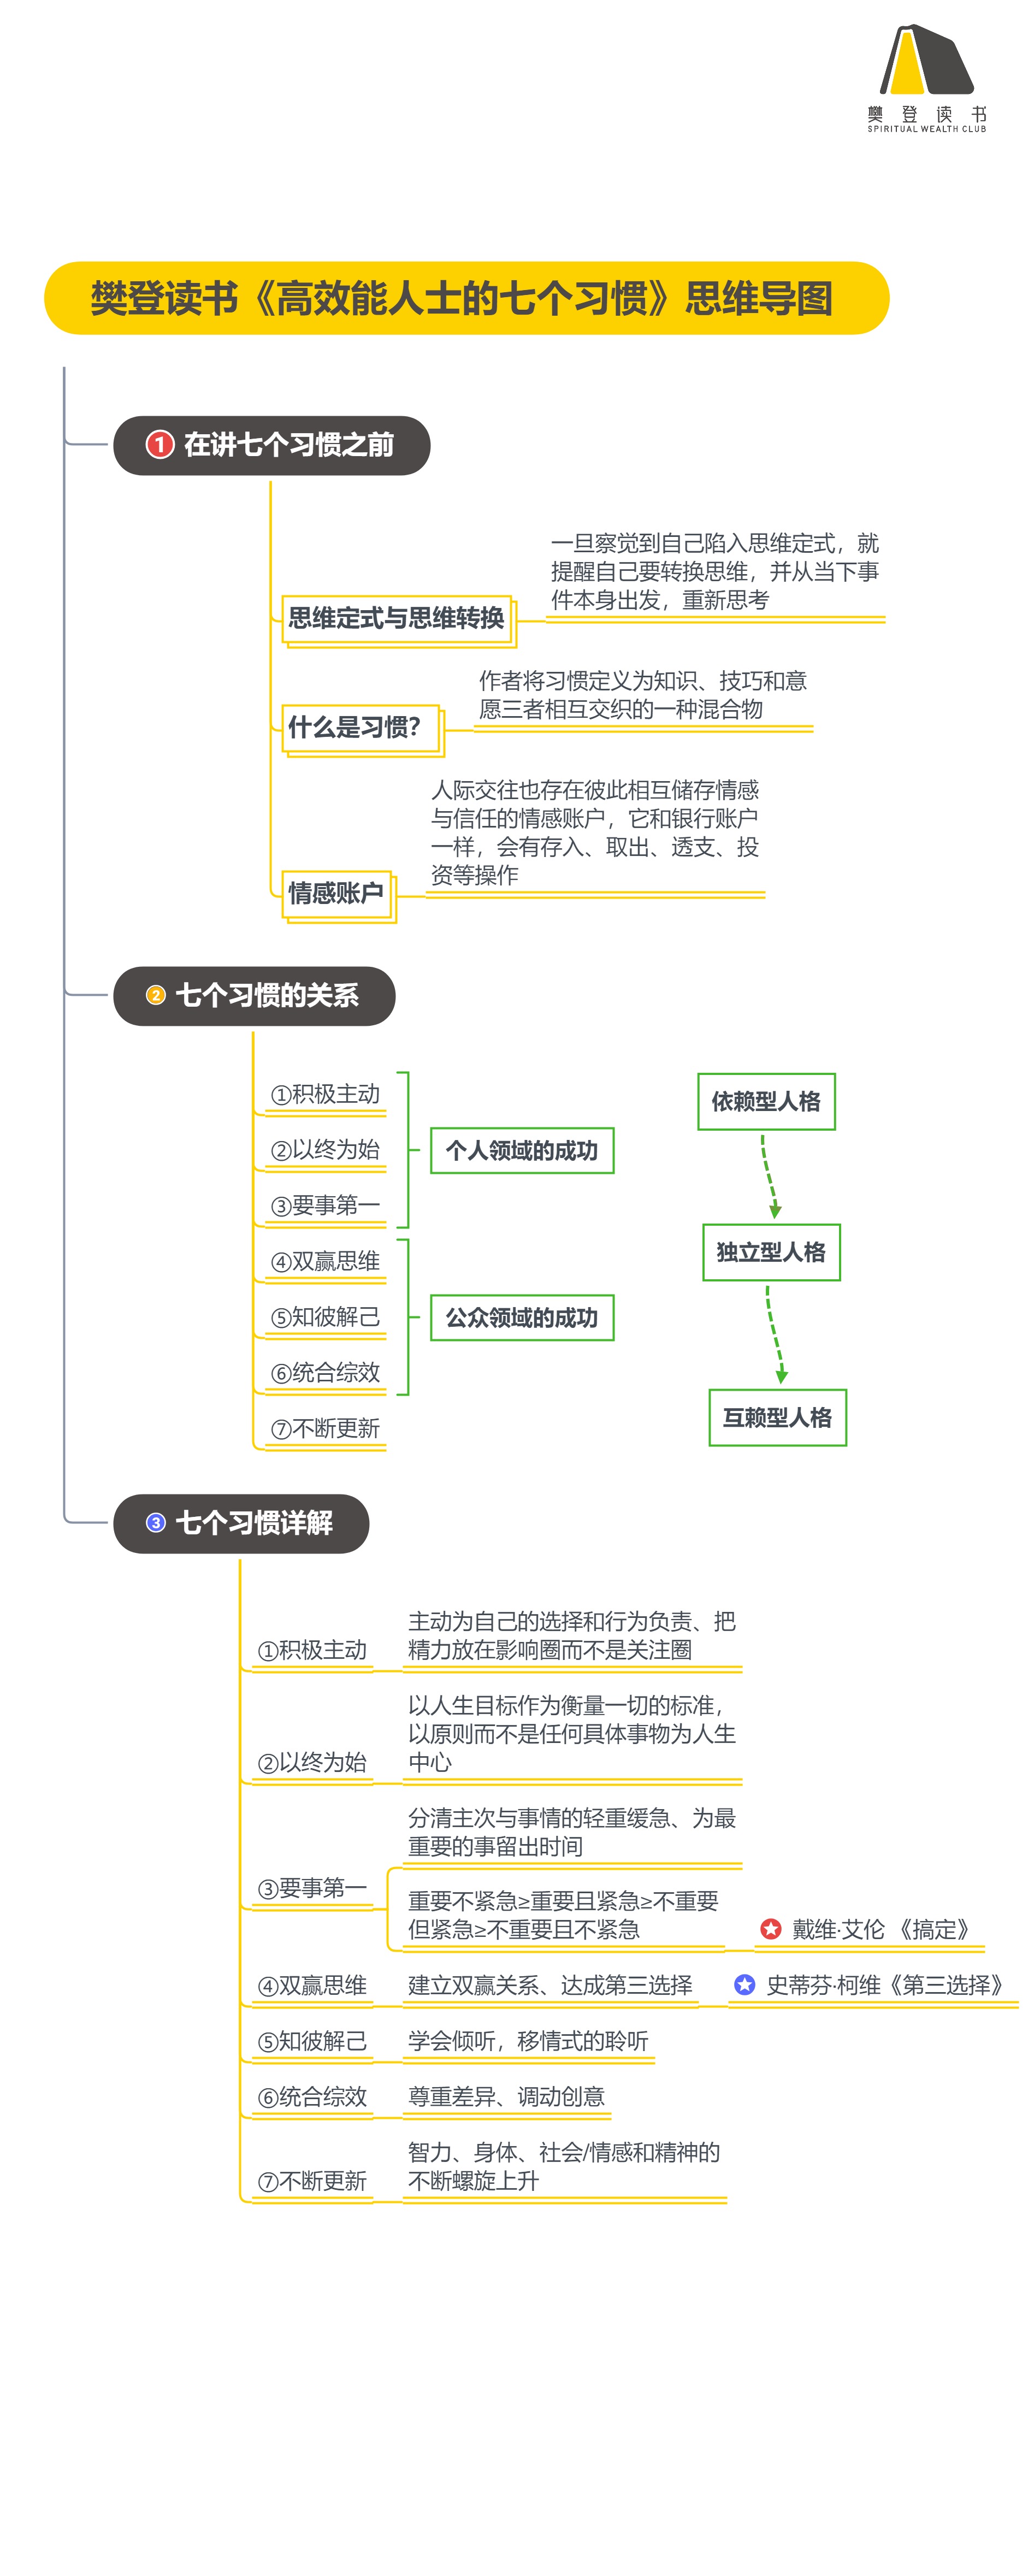 樊登读书
SPIRITUAL WEALTH CLUB
樊登读书《高效能人士的七个习惯》思维导图
1 在讲七个习惯之前
一旦察觉到自己陷入思维定式，就
提醒自己要转换思维，并从当下事
件本身出发，重新思考
思维定式与思维转换
作者将习惯定义为知识、技巧和意
愿三者相互交织的一种混合物
什么是习惯？
人际交往也存在彼此相互储存情感
与信任的情感账户，它和银行账户
一样，会有存入、取出、透支、投
资等操作
情感账户
2 七个习惯的关系
①积极主动
②以终为始
③要事第一
个人领域的成功
④双赢思维
⑤知彼解己
⑥统合综效
公众领域的成功
⑦不断更新
依赖型人格
独立型人格
互赖型人格
3 七个习惯详解
①积极主动
主动为自己的选择和行为负责、把
精力放在影响圈而不是关注圈
②以终为始
以人生目标作为衡量一切的标准，
以原则而不是任何具体事物为人生
中心
③要事第一
分清主次与事情的轻重缓急、为最
重要的事留出时间
重要不紧急≥重要且紧急≥不重要
但紧急≥不重要且不紧急
戴维·艾伦 《搞定》
④双赢思维
建立双赢关系、达成第三选择
史蒂芬·柯维《第三选择》
⑤知彼解己
学会倾听，移情式的聆听
⑥统合综效
尊重差异、调动创意
⑦不断更新
智力、身体、社会/情感和精神的
不断螺旋上升